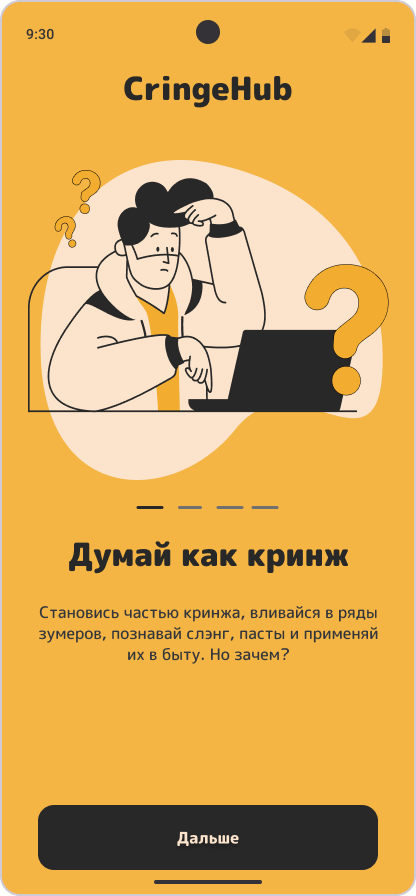 9:30
CringeHub
? ?
?
Думай как кринж
Становись частью кринжа, вливайся в ряды
зумеров, познавай слэнг, пасты и применяй
их в быту. Но зачем?
Дальше